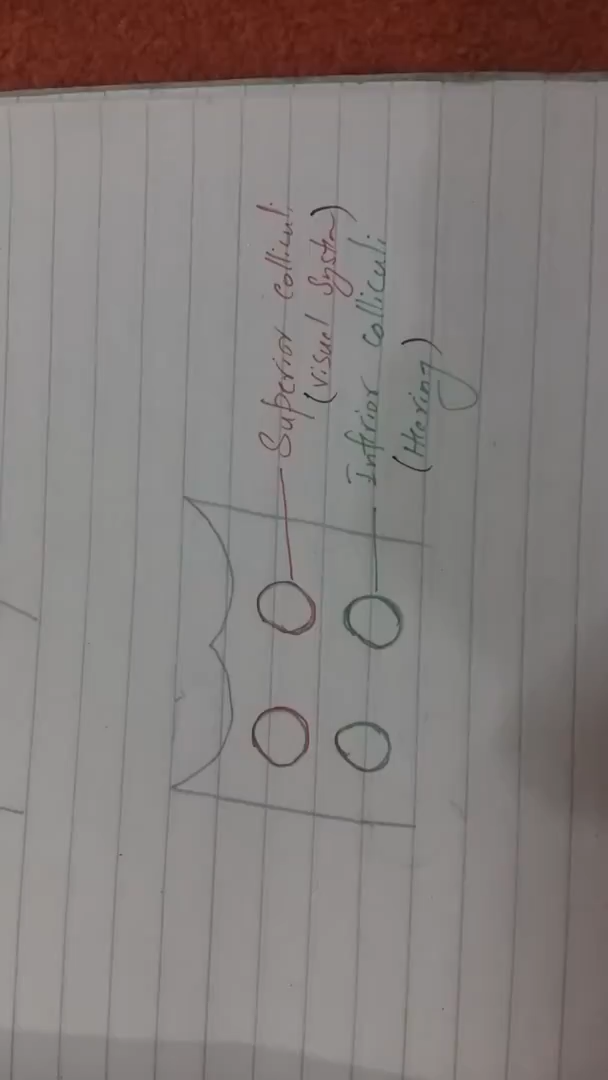 Superior colliculi
(Visual System)
Inferior colliculi
(Hearing)